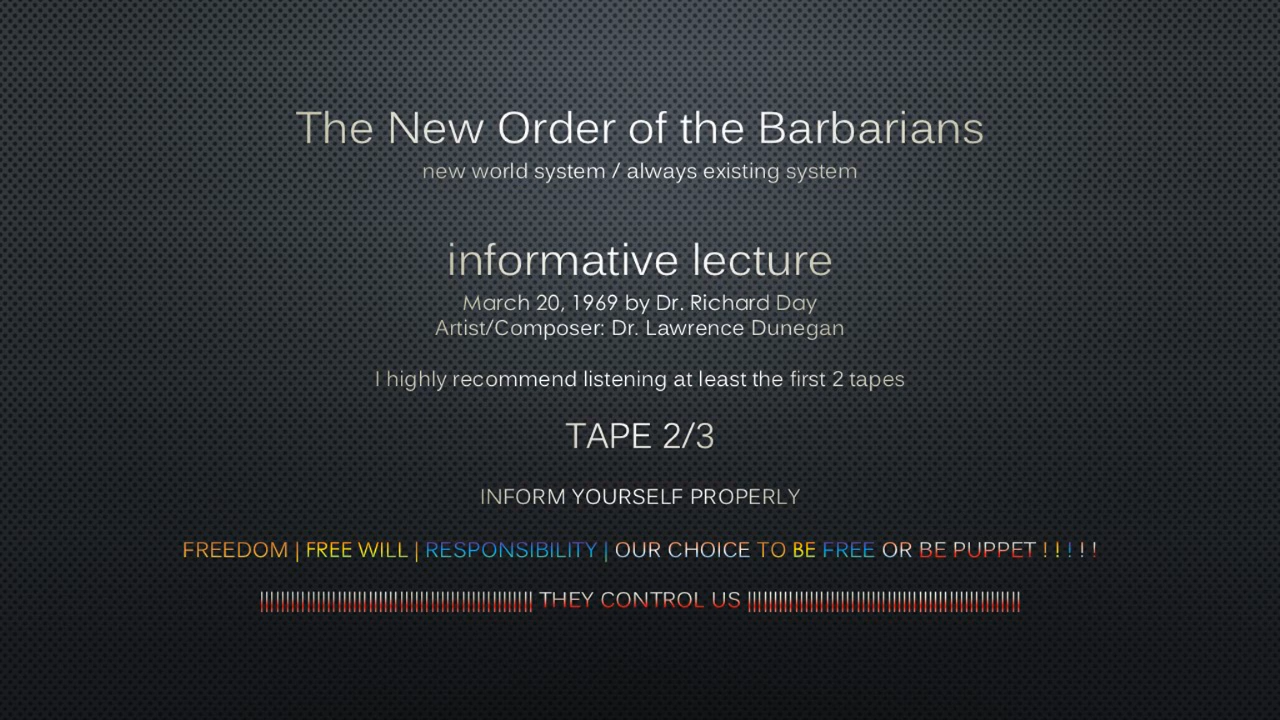 The New Order of the Barbarians
new world system / always existing system
informative lecture
March 20, 1969 by Dr. Richard Day
Artist/Composer: Dr. Lawrence Dunegan
I highly recommend listening at least the first 2 tapes
TAPE 2/3
INFORM YOURSELF PROPERLY
FREEDOM | FREE WILL | RESPONSIBILITY | OUR CHOICE TO BE FREE OR BE PUPPET ! ! ! ! !
||||||||||||||||||||||||||||||||||||||||||||||||||||| THEY CONTROL US |||||||||||||||||||||||||||||||||||||||||||||||||||||